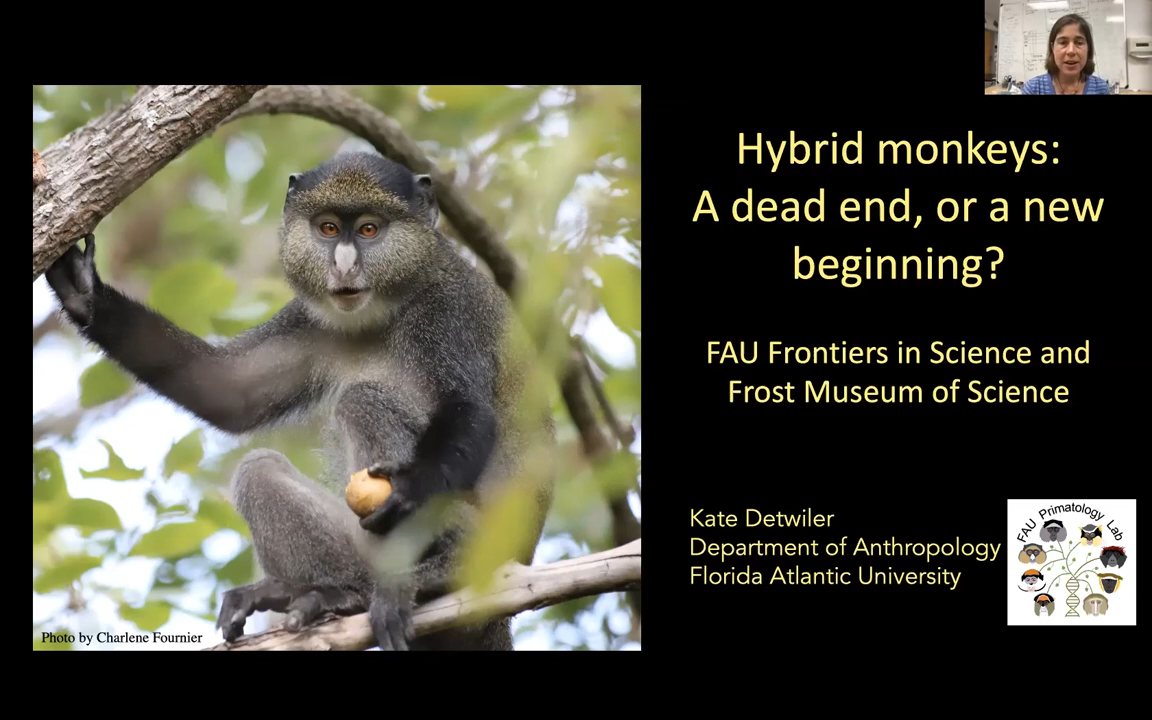 Hybrid monkeys:
A dead end, or a new
beginning?
FAU Frontiers in Science and
Frost Museum of Science
Kate Detwiler
Department of Anthropology
Florida Atlantic University
FAU Primatology Lab
Photo by Charlene Fournier